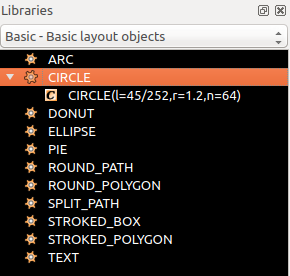 Libraries
Basic - Basic layout objects
ARC
CIRCLE
C CIRCLE(l=45/252,r=1.2,n=64)
DONUT
ELLIPSE
PIE
ROUND_PATH
ROUND_POLYGON
SPLIT_PATH
STROKED_BOX
STROKED_POLYGON
TEXT